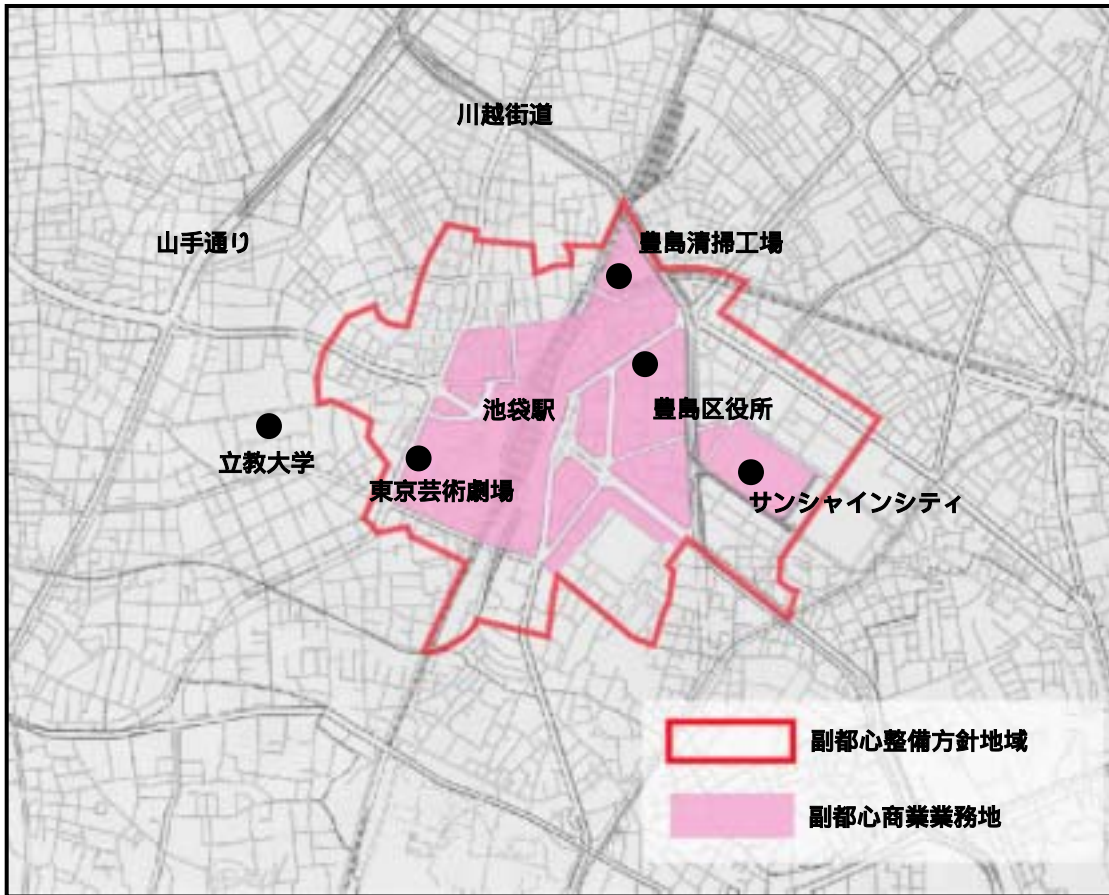 川越街道
山手通り
豊島清掃工場
池袋駅
豊島区役所
立教大学
東京芸術劇場
サンシャインシティ
副都心整備方針地域
副都心商業業務地